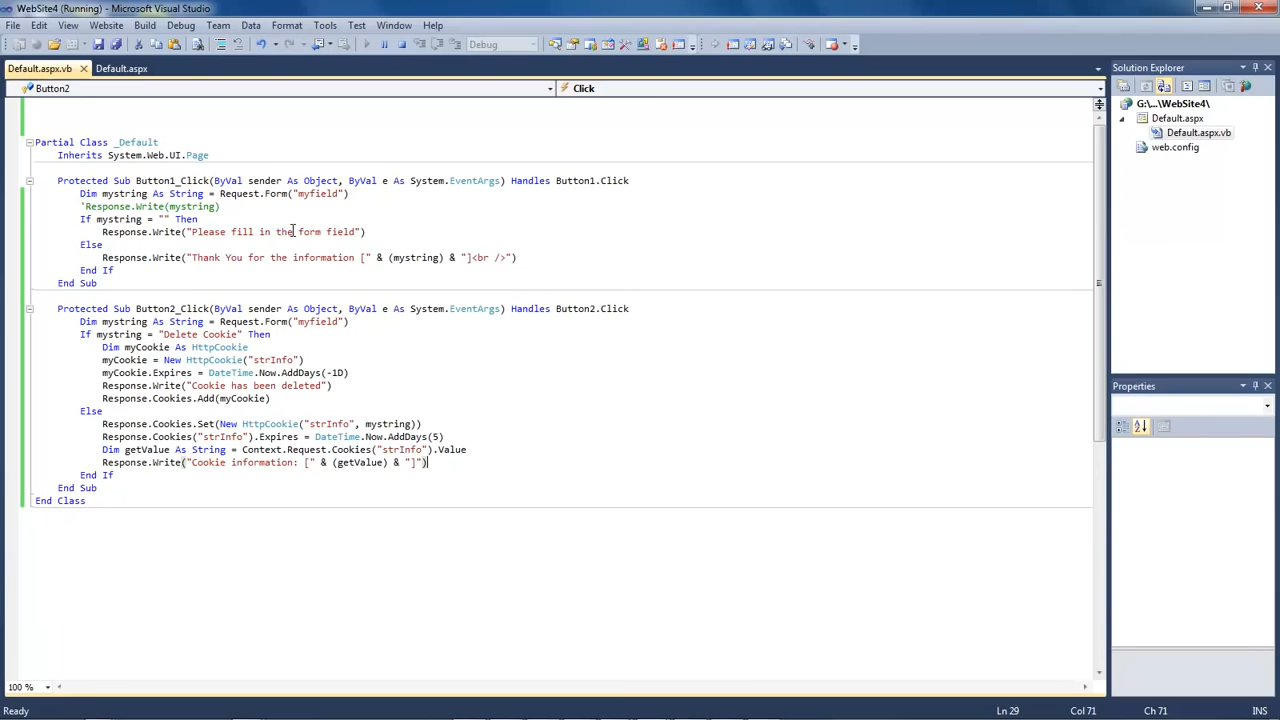 WebSite4 (Running) - Microsoft Visual Studio
File Edit View Website Build Debug Team Data Format Tools Test Window Help
Debug
Default.aspx.vb Default.aspx
Button2 Click
Partial Class _Default
Inherits System.Web.UI.Page
Protected Sub Button1_Click(ByVal sender As Object, ByVal e As System.EventArgs) Handles Button1.Click
Dim mystring As String = Request.Form("myfield")
'Response.Write(mystring)
If mystring = "" Then
Response.Write("Please fill in the form field")
Else
Response.Write("Thank You for the information [" & (mystring) & "]<br />")
End If
End Sub
Protected Sub Button2_Click(ByVal sender As Object, ByVal e As System.EventArgs) Handles Button2.Click
Dim mystring As String = Request.Form("myfield")
If mystring = "Delete Cookie" Then
Dim myCookie As HttpCookie
myCookie = New HttpCookie("strInfo")
myCookie.Expires = DateTime.Now.AddDays(-1D)
Response.Write("Cookie has been deleted")
Response.Cookies.Add(myCookie)
Else
Response.Cookies.Set(New HttpCookie("strInfo", mystring))
Response.Cookies("strInfo").Expires = DateTime.Now.AddDays(5)
Dim getValue As String = Context.Request.Cookies("strInfo").Value
Response.Write("Cookie information: [" & (getValue) & "]")
End If
End Sub
End Class
100 %
Solution Explorer
G:\...\WebSite4\
Default.aspx
Default.aspx.vb
web.config
Properties
Ready Ln 29 Col 71 Ch 71 INS